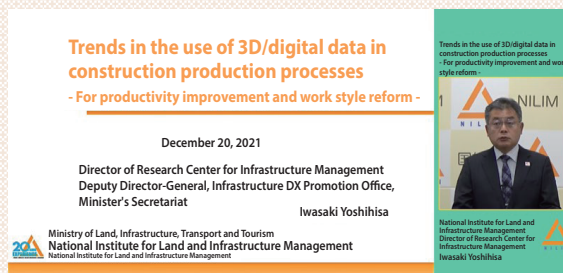 Trends in the use of 3D/digital data in
construction production processes
- For productivity improvement and work style reform -
December 20, 2021
Director of Research Center for Infrastructure Management
Deputy Director-General, Infrastructure DX Promotion Office,
Minister's Secretariat
Iwasaki Yoshihisa
Ministry of Land, Infrastructure, Transport and Tourism
National Institute for Land and Infrastructure Management
National Institute for Land and Infrastructure Management
20
Trends in the use of 3D/digital data in
construction production processes
- For productivity improvement and wor
style reform -
NILIM
NILIM
National Institute for Land and
Infrastructure Management
Director of Research Center for
Infrastructure Management
Iwasaki Yoshihisa